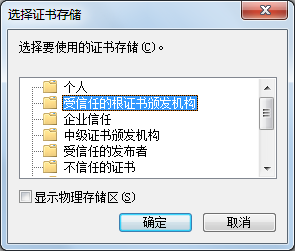 选择证书存储
选择要使用的证书存储(C)。
个人
受信任的根证书颁发机构
企业信任
中级证书颁发机构
受信任的发布者
不信任的证书
显示物理存储区(S)
确定
取消